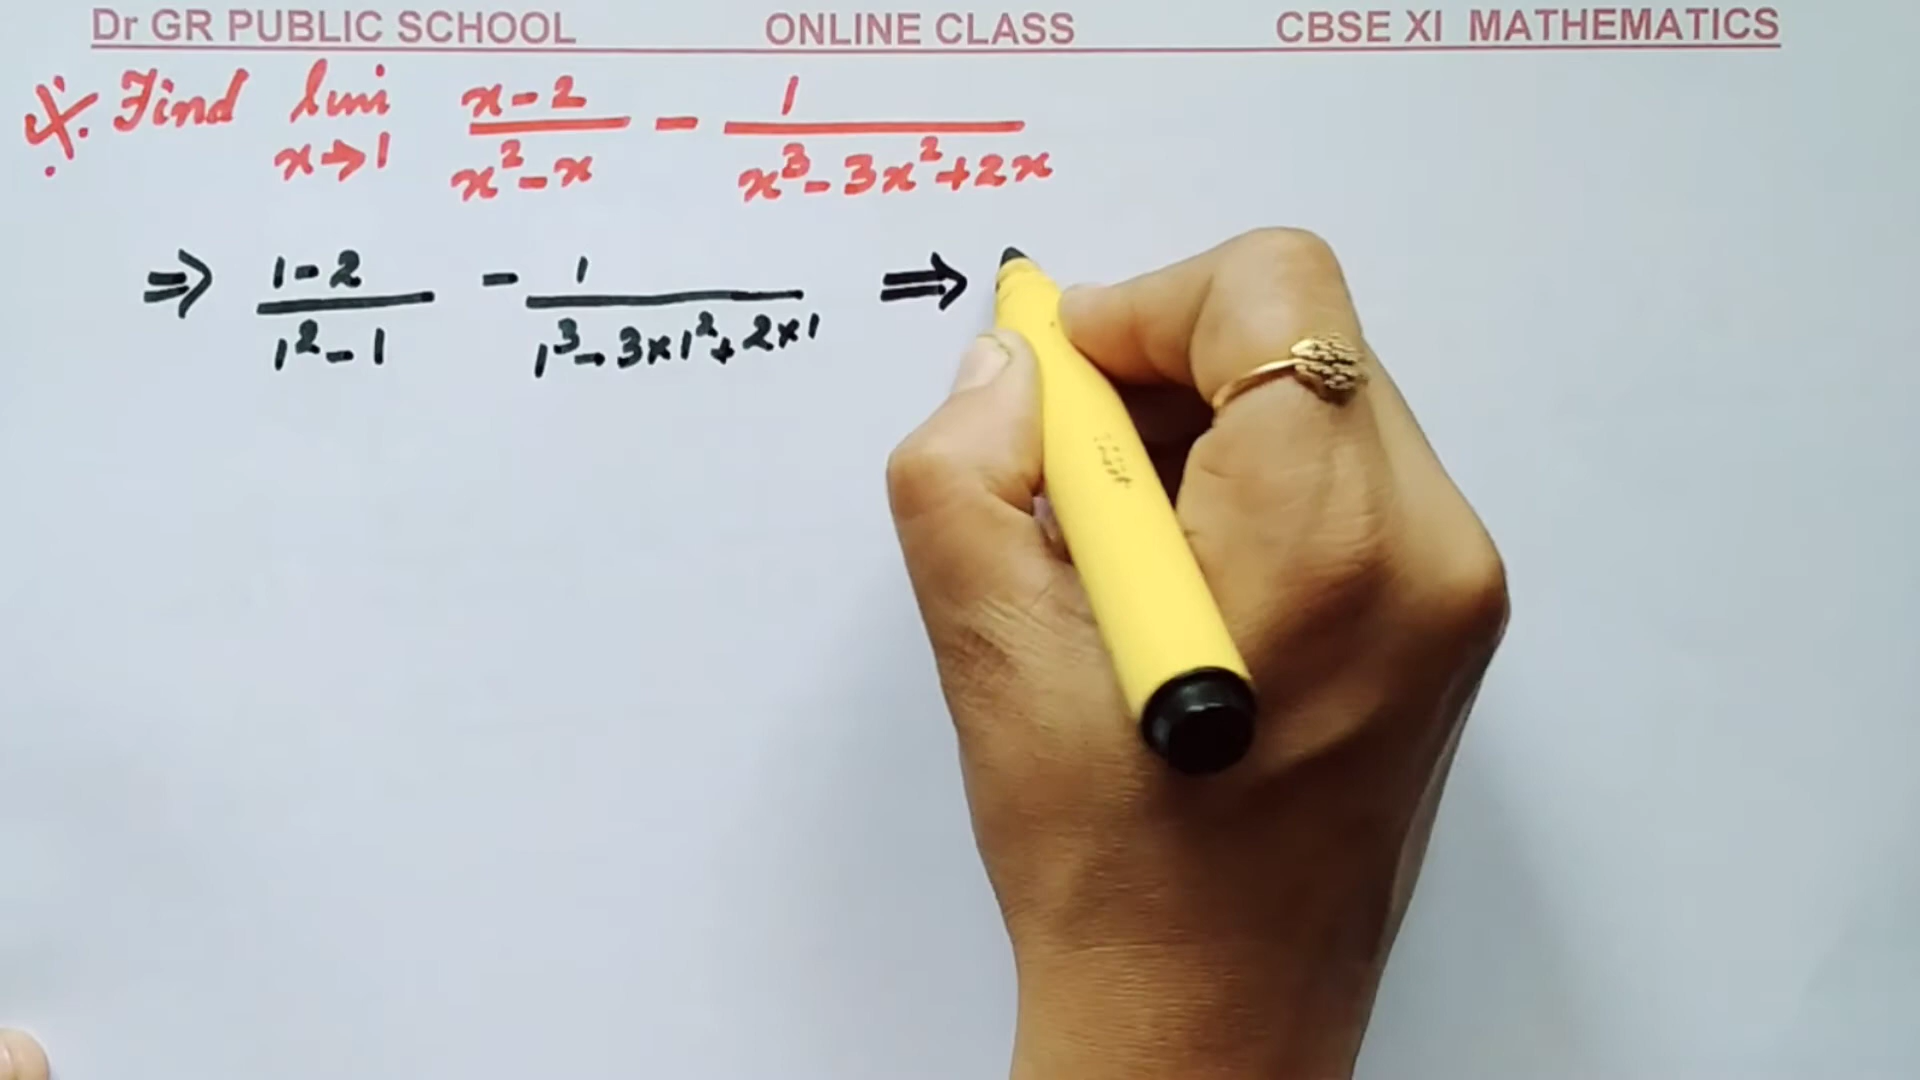 Dr GR PUBLIC SCHOOL ONLINE CLASS CBSE XI MATHEMATICS
Find lim x→1 x-2/x²-x - 1/x³-3x²+2x
⇒ 1-2/1²-1 - 1/1³-3×1²+2×1 ⇒